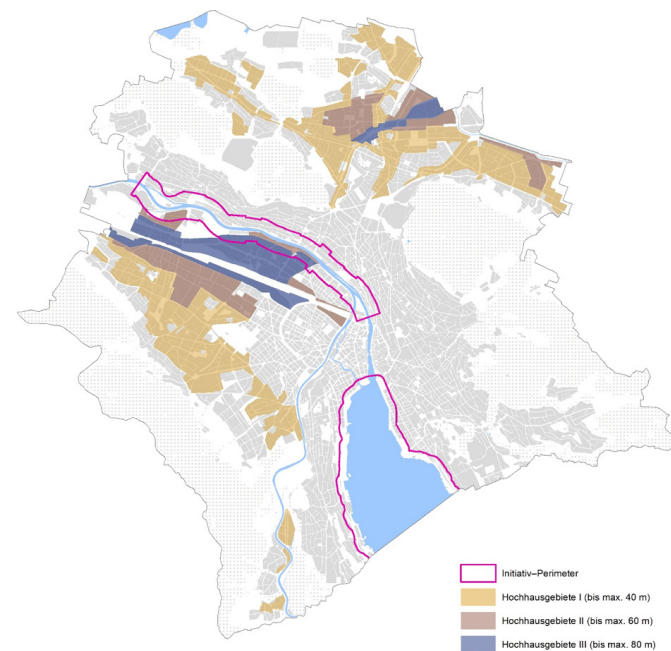 Initiativ–Perimeter
Hochhausgebiete I (bis max. 40 m)
Hochhausgebiete II (bis max. 60 m)
Hochhausgebiete III (bis max. 80 m)